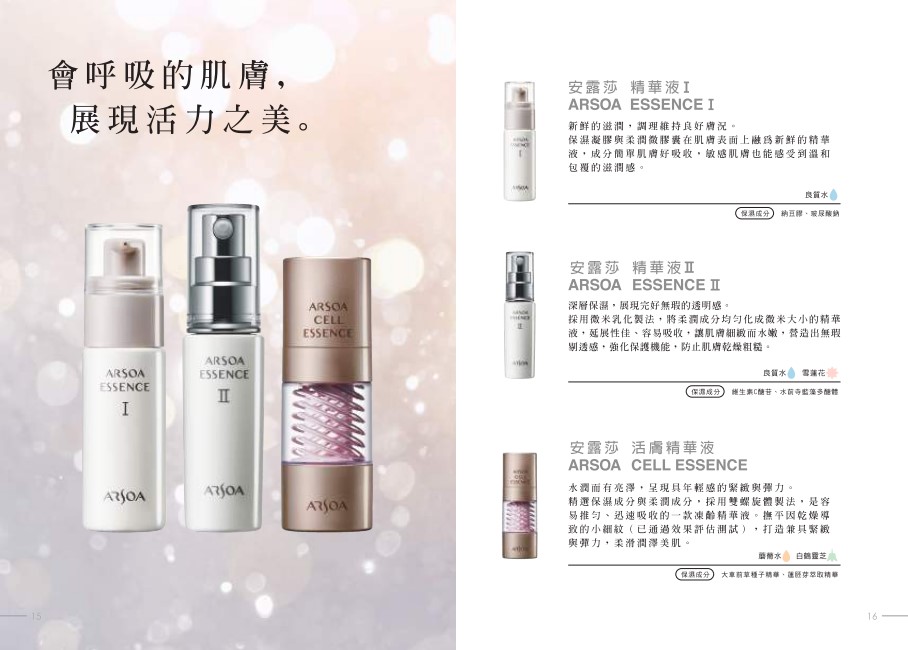 會呼吸的肌膚,
展現活力之美。
ARSOA
ESSENCE
I
ARSOA
ARSOA
ESSENCE
II
ARSOA
ARSOA
CELL
ESSENCE
ARSOA
15
安露莎 精華液I
ARSOA ESSENCE I
新鮮的滋潤，調理維持良好膚況。
保濕凝膠與柔潤微膠囊在肌膚表面上融爲新鮮的精華
液，成分簡單肌膚好吸收，敏感肌膚也能感受到溫和
包覆的滋潤感。
良質水
保濕成分 納豆膠、玻尿酸鈉
ARSOA
ESSENCE
I
ARSOA
安露莎 精華液II
ARSOA ESSENCE II
深層保濕，展現完好無瑕的透明感。
採用微米乳化製法，將柔潤成分均勻化成微米大小的精華
液，延展性佳、容易吸收，讓肌膚細緻而水嫩，營造出無瑕
剔透感，強化保護機能，防止肌膚乾燥粗糙。
良質水 雪蓮花
保濕成分 維生素C醣苷、水前寺藍藻多醣體
ARSOA
ESSENCE
II
ARSOA
安露莎 活膚精華液
ARSOA CELL ESSENCE
水潤而有亮澤，呈現具年輕感的緊緻與彈力。
精選保濕成分與柔潤成分，採用雙螺旋體製法，是容
易推勻、迅速吸收的一款凍齡精華液。撫平因乾燥導
致的小細紋（已通過效果評估測試），打造兼具緊緻
與彈力，柔滑潤澤美肌。
蘑菌水 白鶴靈芝
保濕成分 大車前草種子精華、蓮胚芽萃取精華
ARSOA
CELL
ESSENCE
ARSOA
16